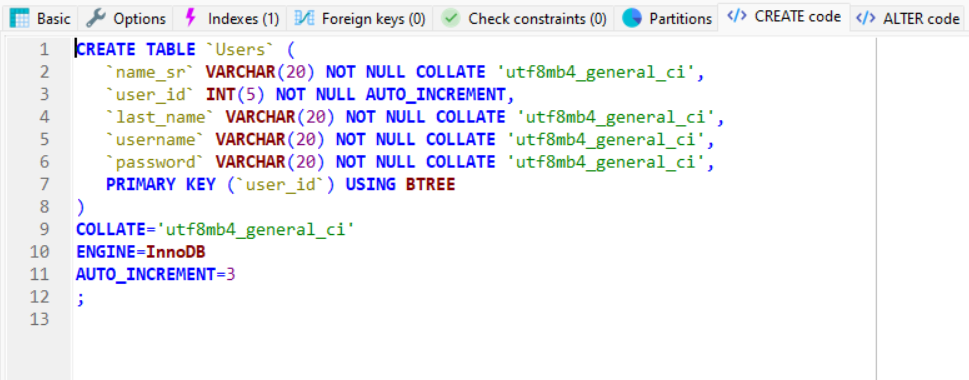 Basic Options Indexes (1) Foreign keys (0) Check constraints (0) Partitions </> CREATE code </> ALTER code
1 CREATE TABLE `Users` (
2 `name_sr` VARCHAR(20) NOT NULL COLLATE 'utf8mb4_general_ci',
3 `user_id` INT(5) NOT NULL AUTO_INCREMENT,
4 `last_name` VARCHAR(20) NOT NULL COLLATE 'utf8mb4_general_ci',
5 `username` VARCHAR(20) NOT NULL COLLATE 'utf8mb4_general_ci',
6 `password` VARCHAR(20) NOT NULL COLLATE 'utf8mb4_general_ci',
7 PRIMARY KEY (`user_id`) USING BTREE
8 )
9 COLLATE='utf8mb4_general_ci'
10 ENGINE=InnoDB
11 AUTO_INCREMENT=3
12 ;
13